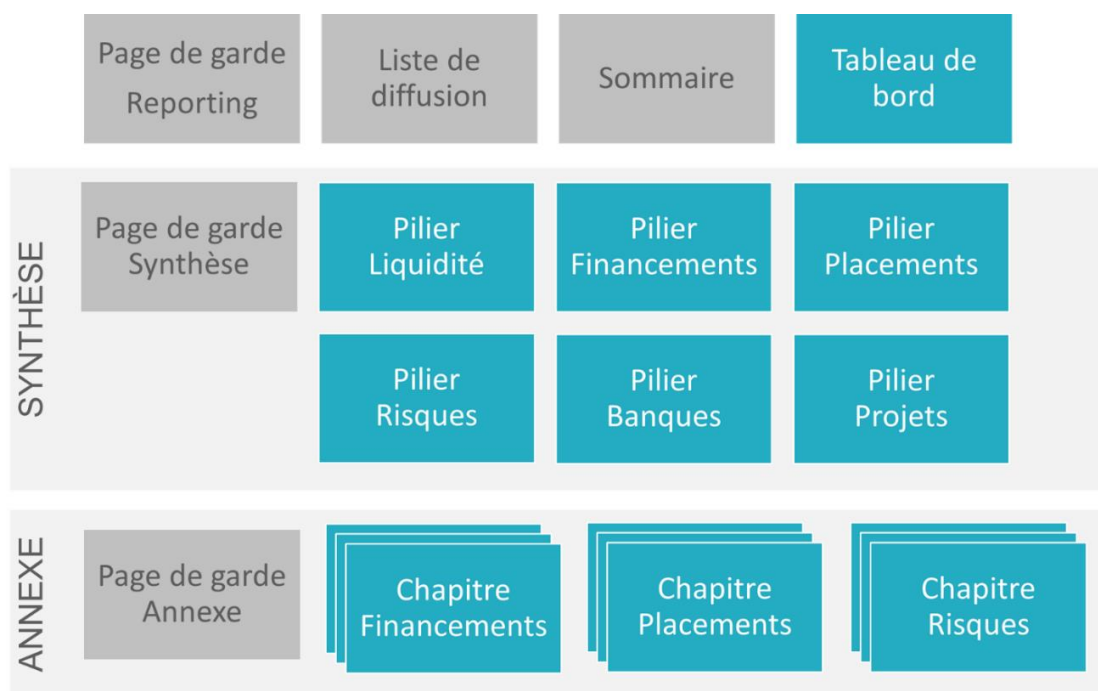 Page de garde
Reporting
Liste de
diffusion
Sommaire
Tableau de
bord
SYNTHÈSE
Page de garde
Synthèse
Pilier
Liquidité
Pilier
Financements
Pilier
Placements
Pilier
Risques
Pilier
Banques
Pilier
Projets
ANNEXE
Page de garde
Annexe
Chapitre
Financements
Chapitre
Placements
Chapitre
Risques